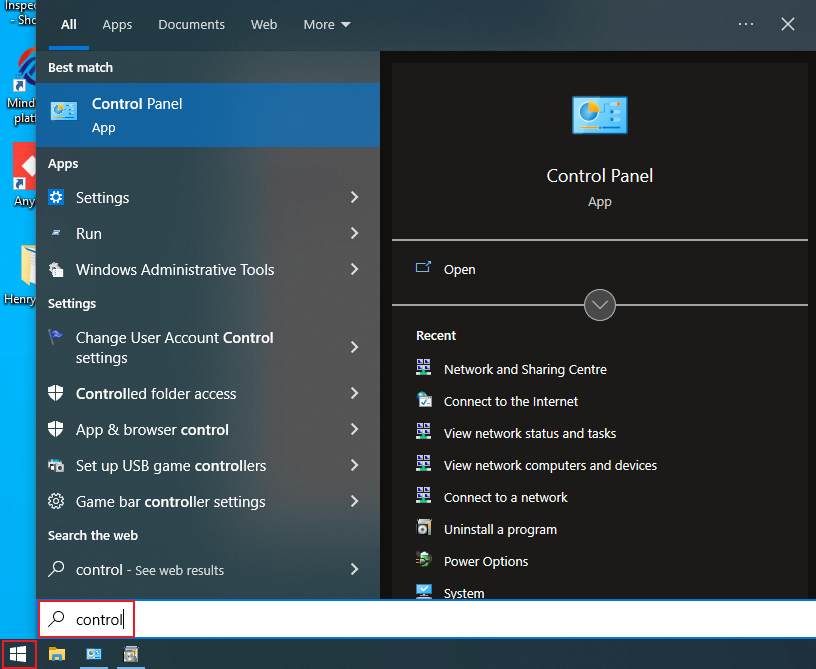 Inspec
- Sho
Mind
plat
Any
Henry
All Apps Documents Web More
Best match
Control Panel
App
Apps
Settings
Run
Windows Administrative Tools
Settings
Change User Account Control
settings
Controlled folder access
App & browser control
Set up USB game controllers
Game bar controller settings
Search the web
control - See web results
control
Control Panel
App
Open
Recent
Network and Sharing Centre
Connect to the Internet
View network status and tasks
View network computers and devices
Connect to a network
Uninstall a program
Power Options
System